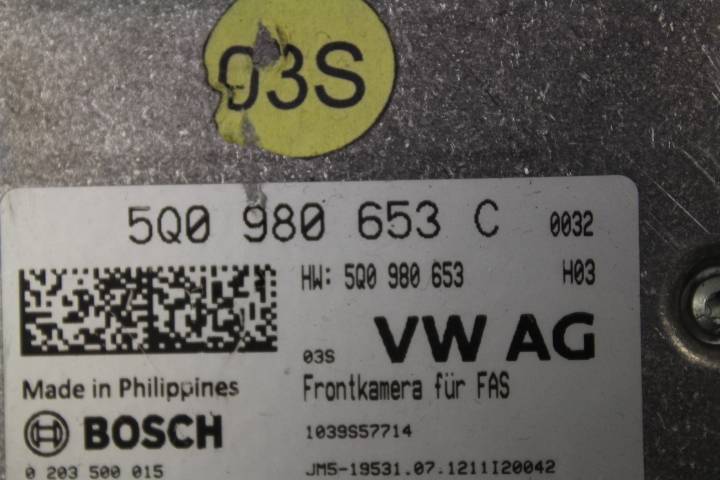 03S
5Q0 980 653 C 0032
HW: 5Q0 980 653 H03
03S VW AG
Made in Philippines Frontkamera für FAS
BOSCH 1039S57714
0 203 500 015 JM5-19531.07.1211I20042